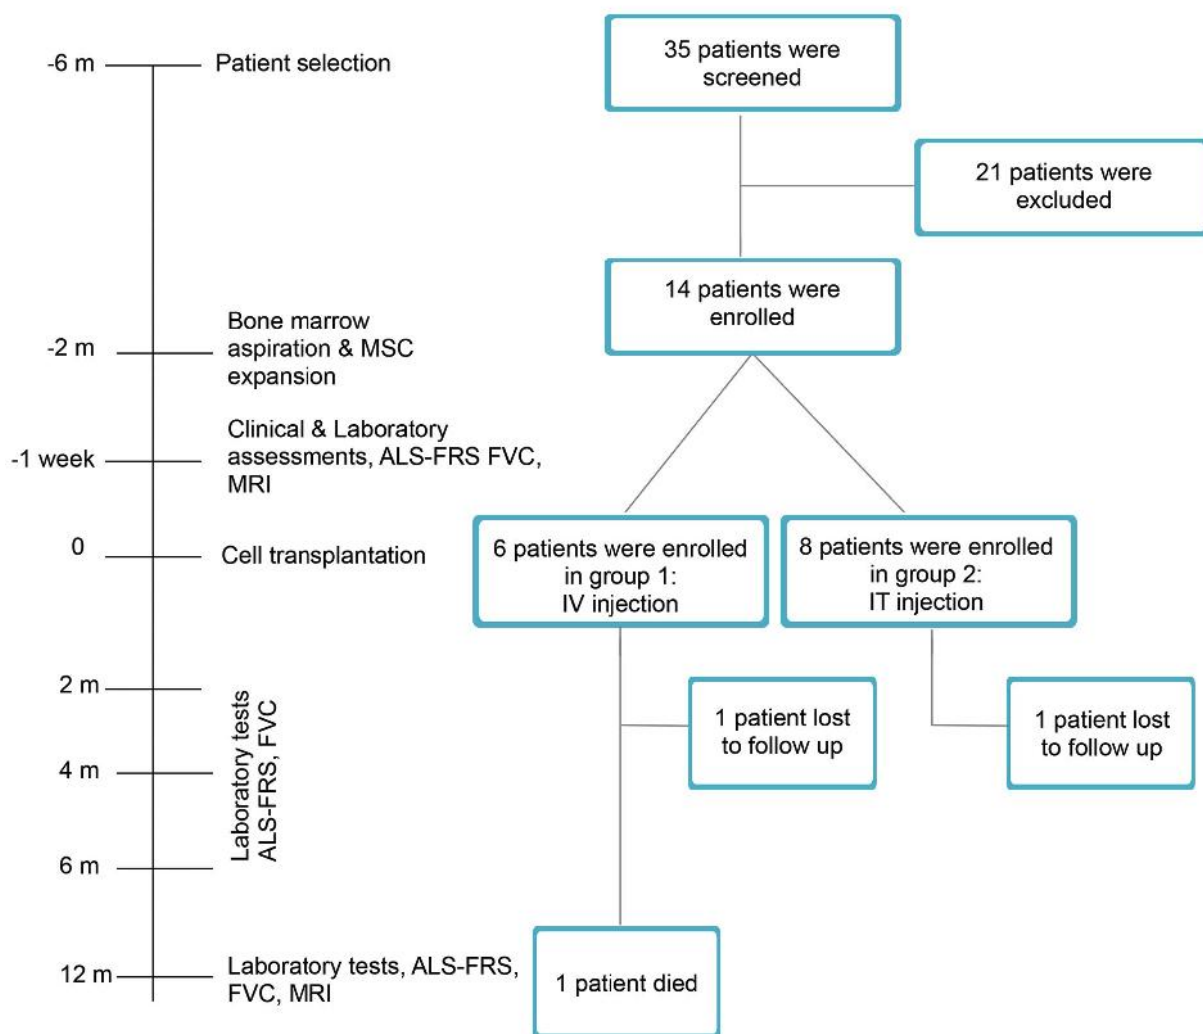 -6 m
Patient selection
-2 m
Bone marrow
aspiration & MSC
expansion
-1 week
Clinical & Laboratory
assessments, ALS-FRS FVC,
MRI
0
Cell transplantation
2 m
4 m
6 m
Laboratory tests
ALS-FRS, FVC
12 m
Laboratory tests, ALS-FRS,
FVC, MRI
35 patients were
screened
21 patients were
excluded
14 patients were
enrolled
6 patients were enrolled
in group 1:
IV injection
8 patients were enrolled
in group 2:
IT injection
1 patient lost
to follow up
1 patient lost
to follow up
1 patient died